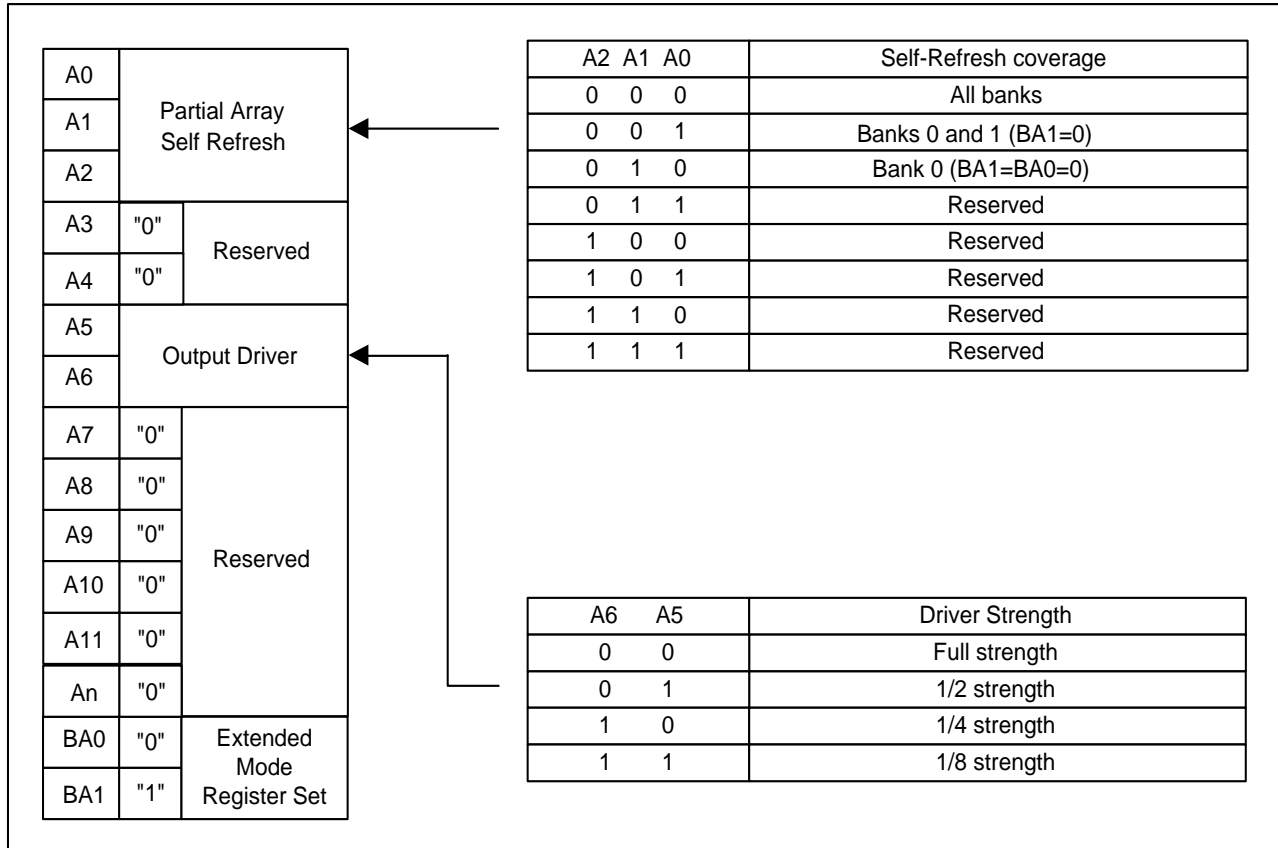 A0
Partial Array
Self Refresh
A1
A2
A3 "0"
Reserved
A4 "0"
A5
Output Driver
A6
A7 "0"
A8 "0"
A9 "0"
Reserved
A10 "0"
A11 "0"
An "0"
BA0 "0"
BA1 "1"
Extended
Mode
Register Set
A2 A1 A0 Self-Refresh coverage
0 0 0 All banks
0 0 1 Banks 0 and 1 (BA1=0)
0 1 0 Bank 0 (BA1=BA0=0)
0 1 1 Reserved
1 0 0 Reserved
1 0 1 Reserved
1 1 0 Reserved
1 1 1 Reserved
A6 A5 Driver Strength
0 0 Full strength
0 1 1/2 strength
1 0 1/4 strength
1 1 1/8 strength